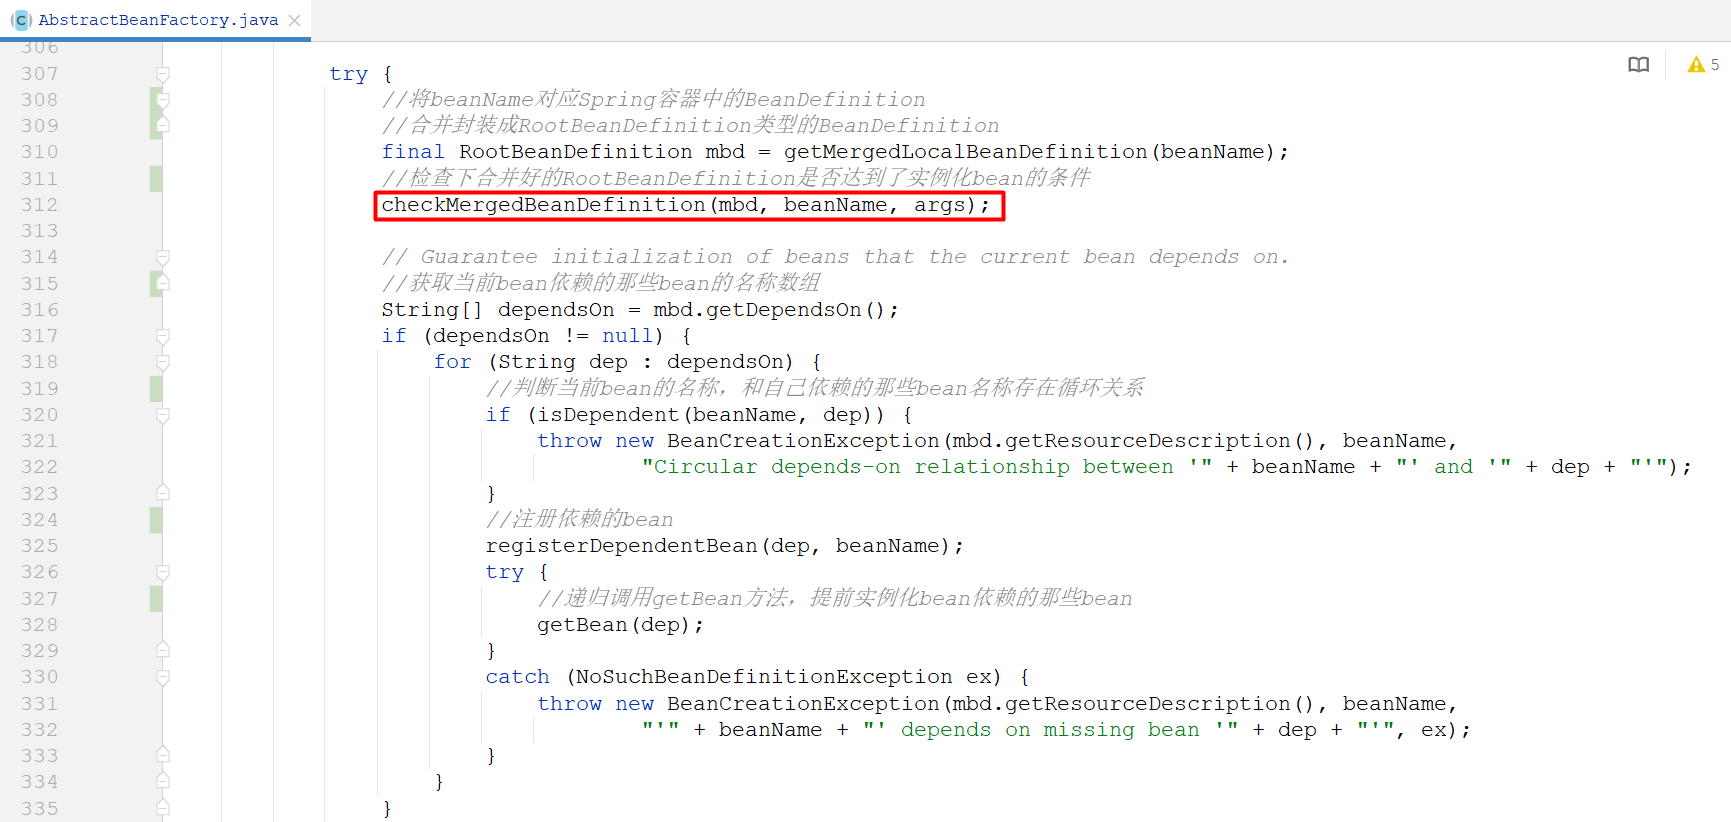 AbstractBeanFactory.java
5
306
307 try {
308 //将beanName对应Spring容器中的BeanDefinition
309 //合并封装成RootBeanDefinition类型的BeanDefinition
310 final RootBeanDefinition mbd = getMergedLocalBeanDefinition(beanName);
311 //检查下合并好的RootBeanDefinition是否达到了实例化bean的条件
312 checkMergedBeanDefinition(mbd, beanName, args);
313
314 // Guarantee initialization of beans that the current bean depends on.
315 //获取当前bean依赖的那些bean的名称数组
316 String[] dependsOn = mbd.getDependsOn();
317 if (dependsOn != null) {
318 for (String dep : dependsOn) {
319 //判断当前bean的名称，和自己依赖的那些bean名称存在循环关系
320 if (isDependent(beanName, dep)) {
321 throw new BeanCreationException(mbd.getResourceDescription(), beanName,
322 "Circular depends-on relationship between '" + beanName + "' and '" + dep + "'");
323 }
324 //注册依赖的bean
325 registerDependentBean(dep, beanName);
326 try {
327 //递归调用getBean方法，提前实例化bean依赖的那些bean
328 getBean(dep);
329 }
330 catch (NoSuchBeanDefinitionException ex) {
331 throw new BeanCreationException(mbd.getResourceDescription(), beanName,
332 "'" + beanName + "' depends on missing bean '" + dep + "'", ex);
333 }
334 }
335 }